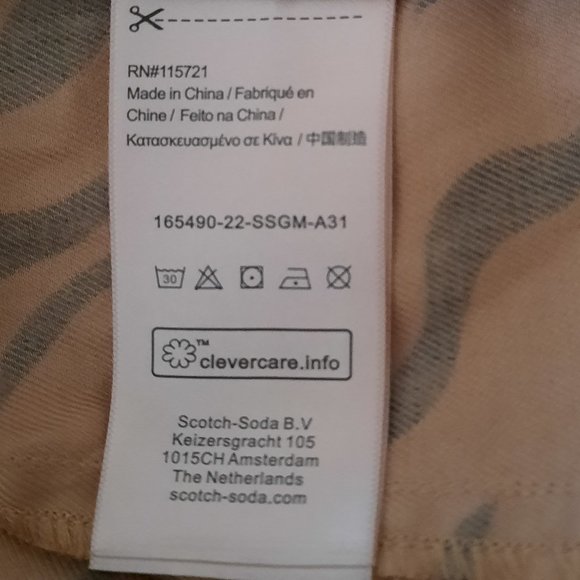 RN#115721
Made in China / Fabriqué en
Chine / Feito na China /
Κατασκευασμένο σε Κίνα / 中国制造
165490-22-SSGM-A31
30
™
clevercare.info
Scotch-Soda B.V
Keizersgracht 105
1015CH Amsterdam
The Netherlands
scotch-soda.com